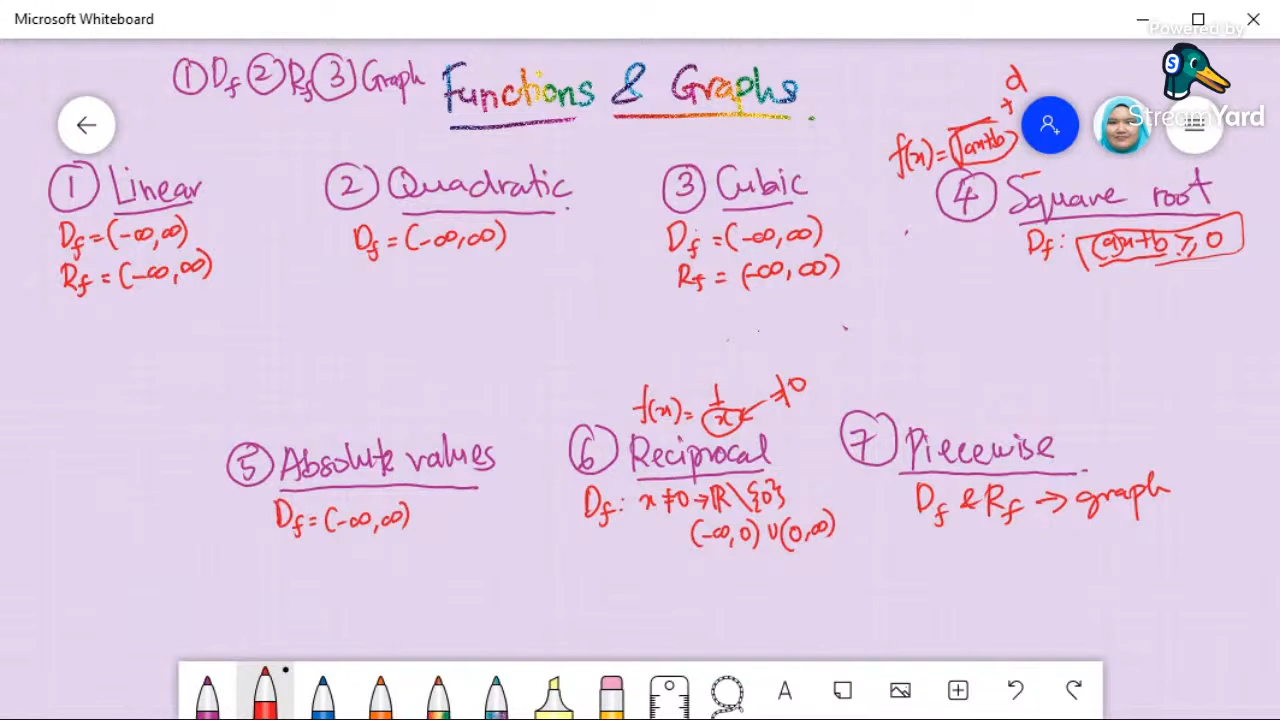 Microsoft Whiteboard
Powered by
StreamYard
① Df ② Rf ③ Graph
Functions & Graphs
d
f(x) = √ax+b
① Linear
Df = (-∞, ∞)
Rf = (-∞, ∞)
② Quadratic
Df = (-∞, ∞)
③ Cubic
Df = (-∞, ∞)
Rf = (-∞, ∞)
④ Square root
Df: ax+b ≥ 0
⑤ Absolute values
Df = (-∞, ∞)
f(x) = 1/x ≠0
⑥ Reciprocal
Df: x ≠ 0 → ℝ\{0}
(-∞, 0) ∪ (0, ∞)
⑦ Piecewise
Df & Rf → graph